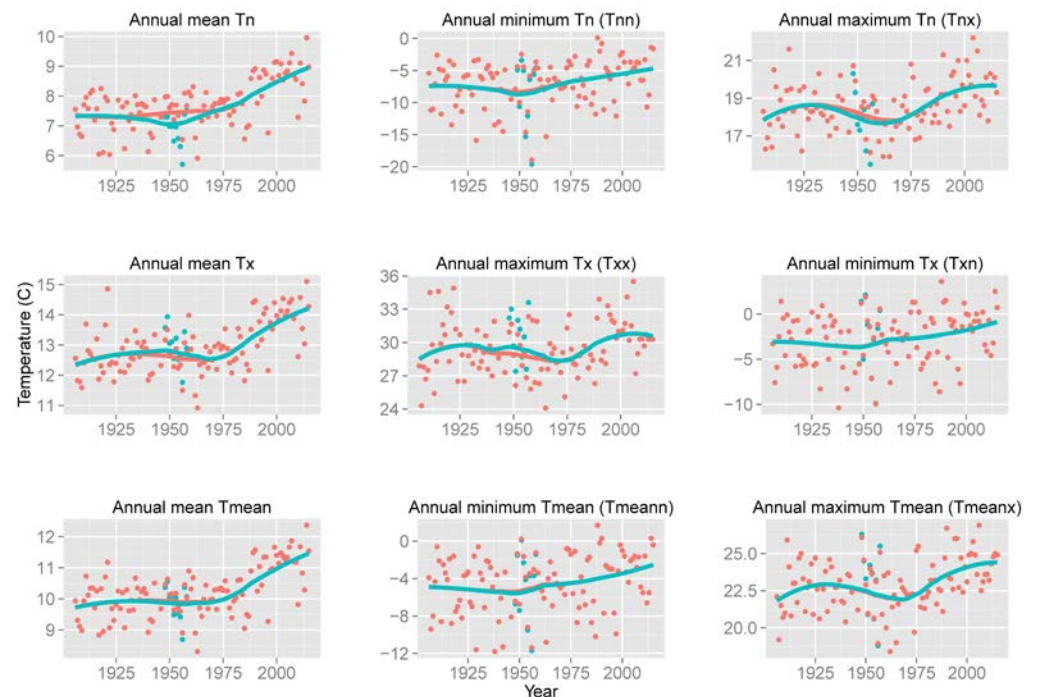 Annual mean Tn
Annual minimum Tn (Tnn)
Annual maximum Tn (Tnx)
10
9
8
7
6
1925 1950 1975 2000
0
−5
−10
−15
−20
1925 1950 1975 2000
21
19
17
1925 1950 1975 2000
Annual mean Tx
Annual maximum Tx (Txx)
Annual minimum Tx (Txn)
Temperature (C)
15
14
13
12
11
1925 1950 1975 2000
36
33
30
27
24
1925 1950 1975 2000
0
−5
−10
1925 1950 1975 2000
Annual mean Tmean
Annual minimum Tmean (Tmeann)
Annual maximum Tmean (Tmeanx)
12
11
10
9
1925 1950 1975 2000
0
−4
−8
−12
1925 1950 1975 2000
25.0
22.5
20.0
1925 1950 1975 2000
Year